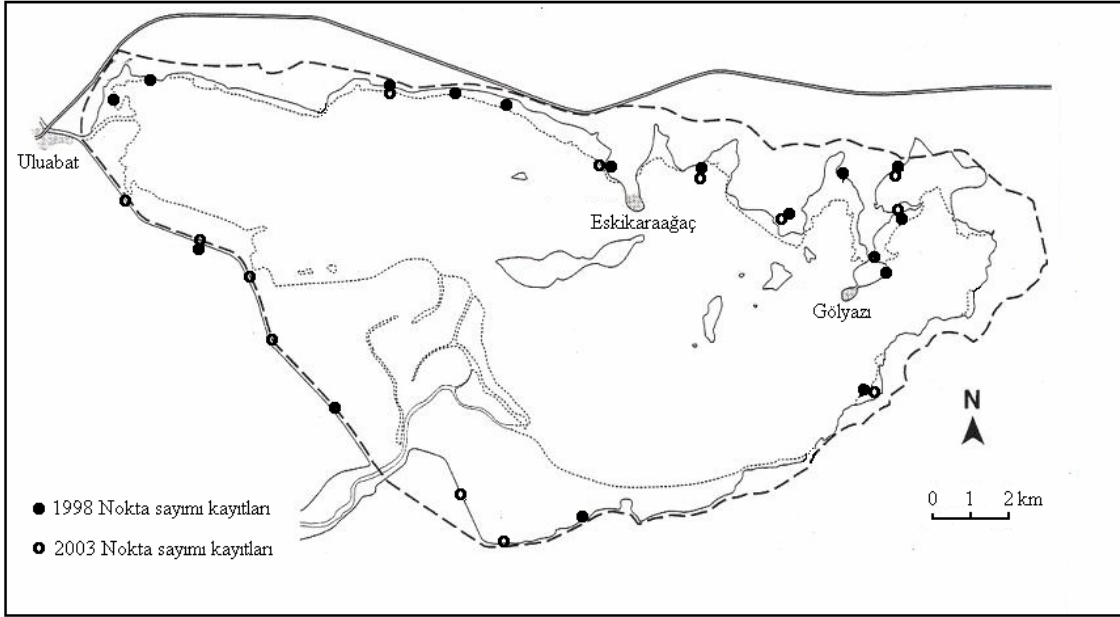 Uluabat
Eskikaraağaç
Gölyazı
N
0 1 2 km
1998 Nokta sayımı kayıtları
2003 Nokta sayımı kayıtları